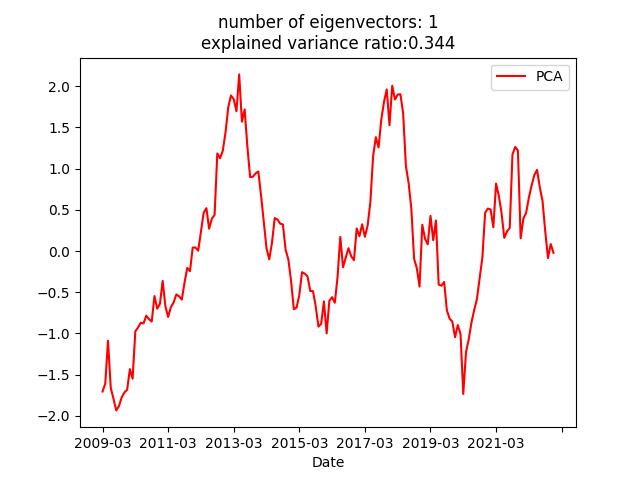 number of eigenvectors: 1
explained variance ratio:0.344
PCA
2.0
1.5
1.0
0.5
0.0
−0.5
−1.0
−1.5
−2.0
2009-03 2011-03 2013-03 2015-03 2017-03 2019-03 2021-03
Date